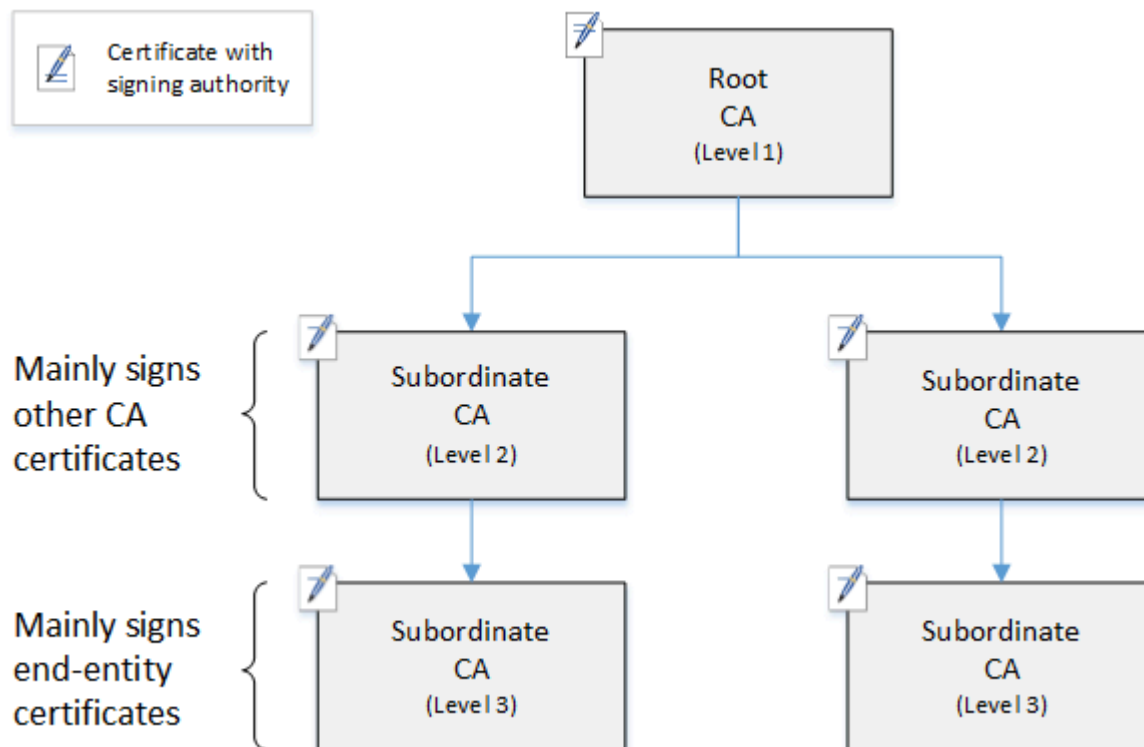 Certificate with
signing authority
Root
CA
(Level 1)
Mainly signs
other CA
certificates
Subordinate
CA
(Level 2)
Subordinate
CA
(Level 2)
Mainly signs
end-entity
certificates
Subordinate
CA
(Level 3)
Subordinate
CA
(Level 3)